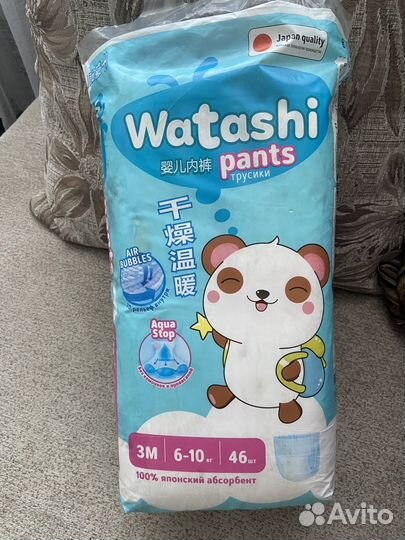 Japan quality
Watashi
婴儿内裤 pants
трусики
干燥温暖
AIR
BUBBLES
Aqua
Stop
3M 6-10 кг 46 шт
100% японский абсорбент
Avito